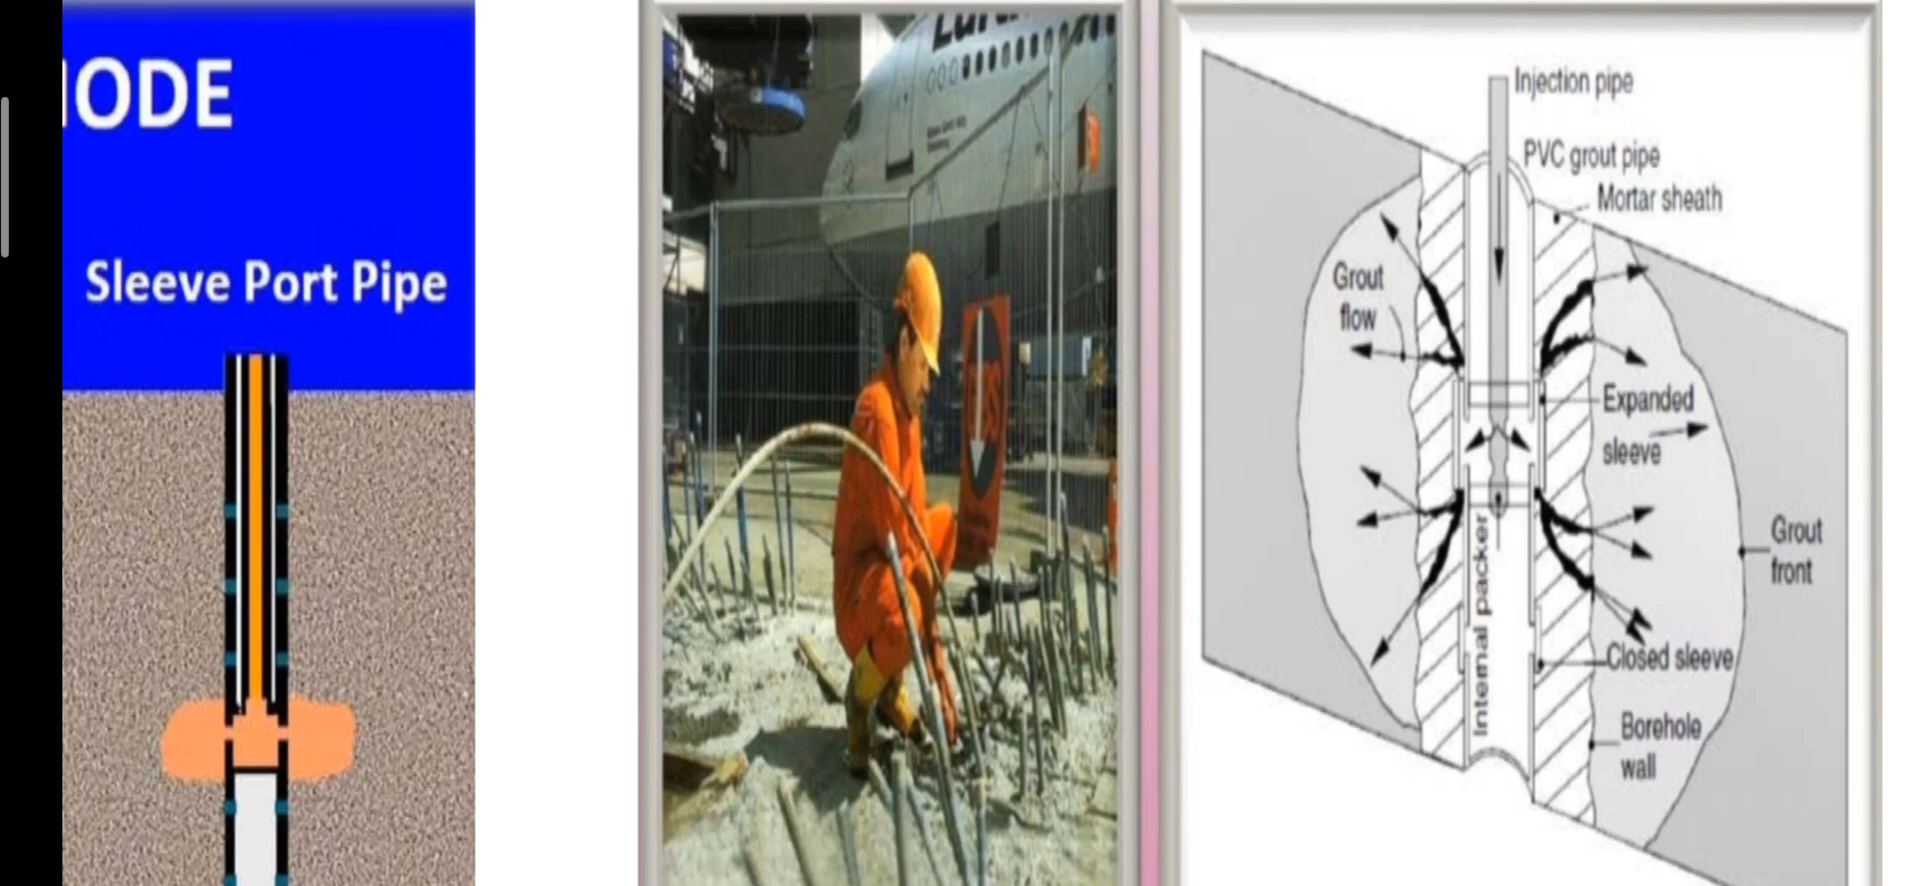 IODE
Sleeve Port Pipe
Injection pipe
PVC grout pipe
Mortar sheath
Grout
flow
Expanded
sleeve
Grout
front
Internal packer
Closed sleeve
Borehole
wall